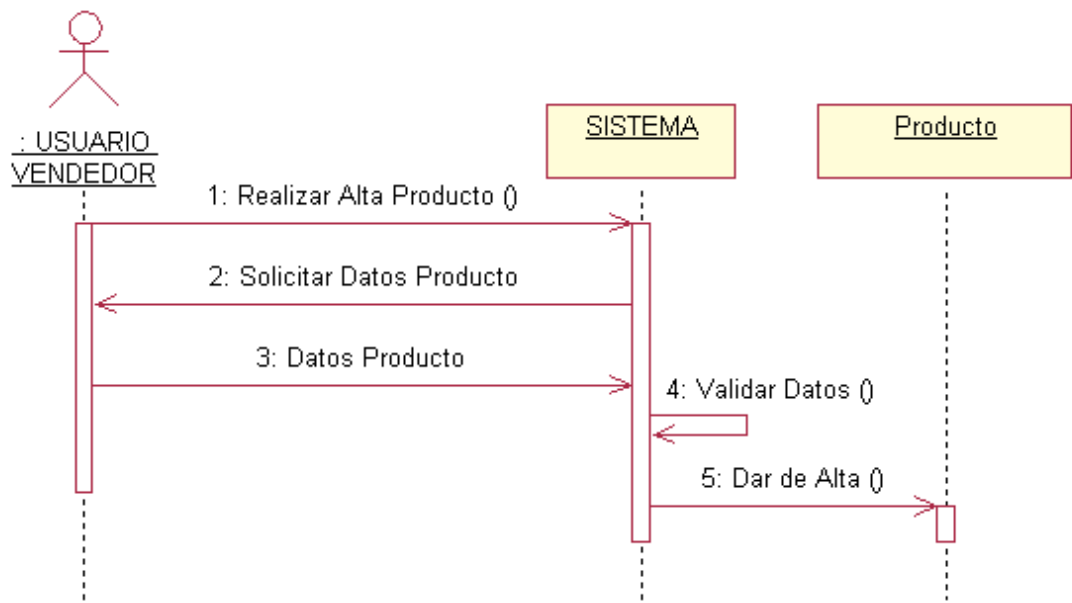 : USUARIO
VENDEDOR
SISTEMA
Producto
1: Realizar Alta Producto ()
2: Solicitar Datos Producto
3: Datos Producto
4: Validar Datos ()
5: Dar de Alta ()